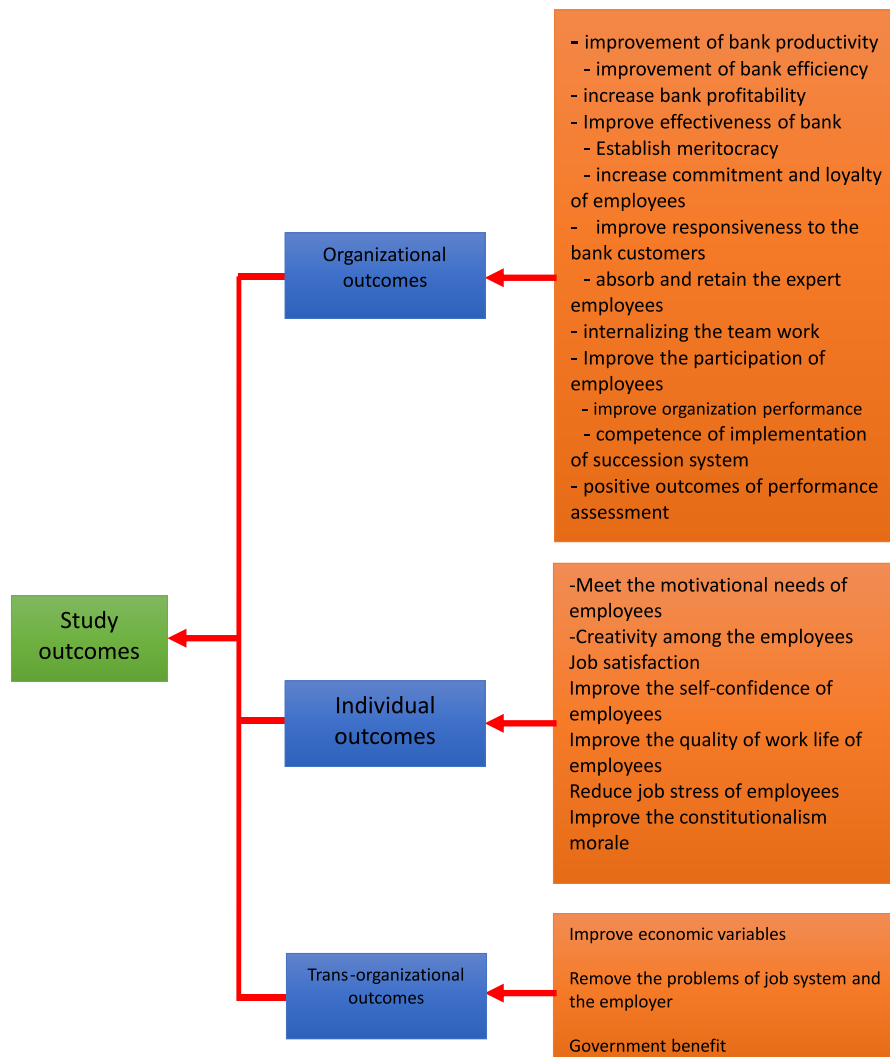 - improvement of bank productivity
- improvement of bank efficiency
- increase bank profitability
- Improve effectiveness of bank
- Establish meritocracy
- increase commitment and loyalty
of employees
- improve responsiveness to the
bank customers
- absorb and retain the expert
employees
- internalizing the team work
- Improve the participation of
employees
- improve organization performance
- competence of implementation
of succession system
- positive outcomes of performance
assessment
Organizational
outcomes
Study
outcomes
-Meet the motivational needs of
employees
-Creativity among the employees
Job satisfaction
Improve the self-confidence of
employees
Improve the quality of work life of
employees
Reduce job stress of employees
Improve the constitutionalism
morale
Individual
outcomes
Improve economic variables
Remove the problems of job system and
the employer
Government benefit
Trans-organizational
outcomes